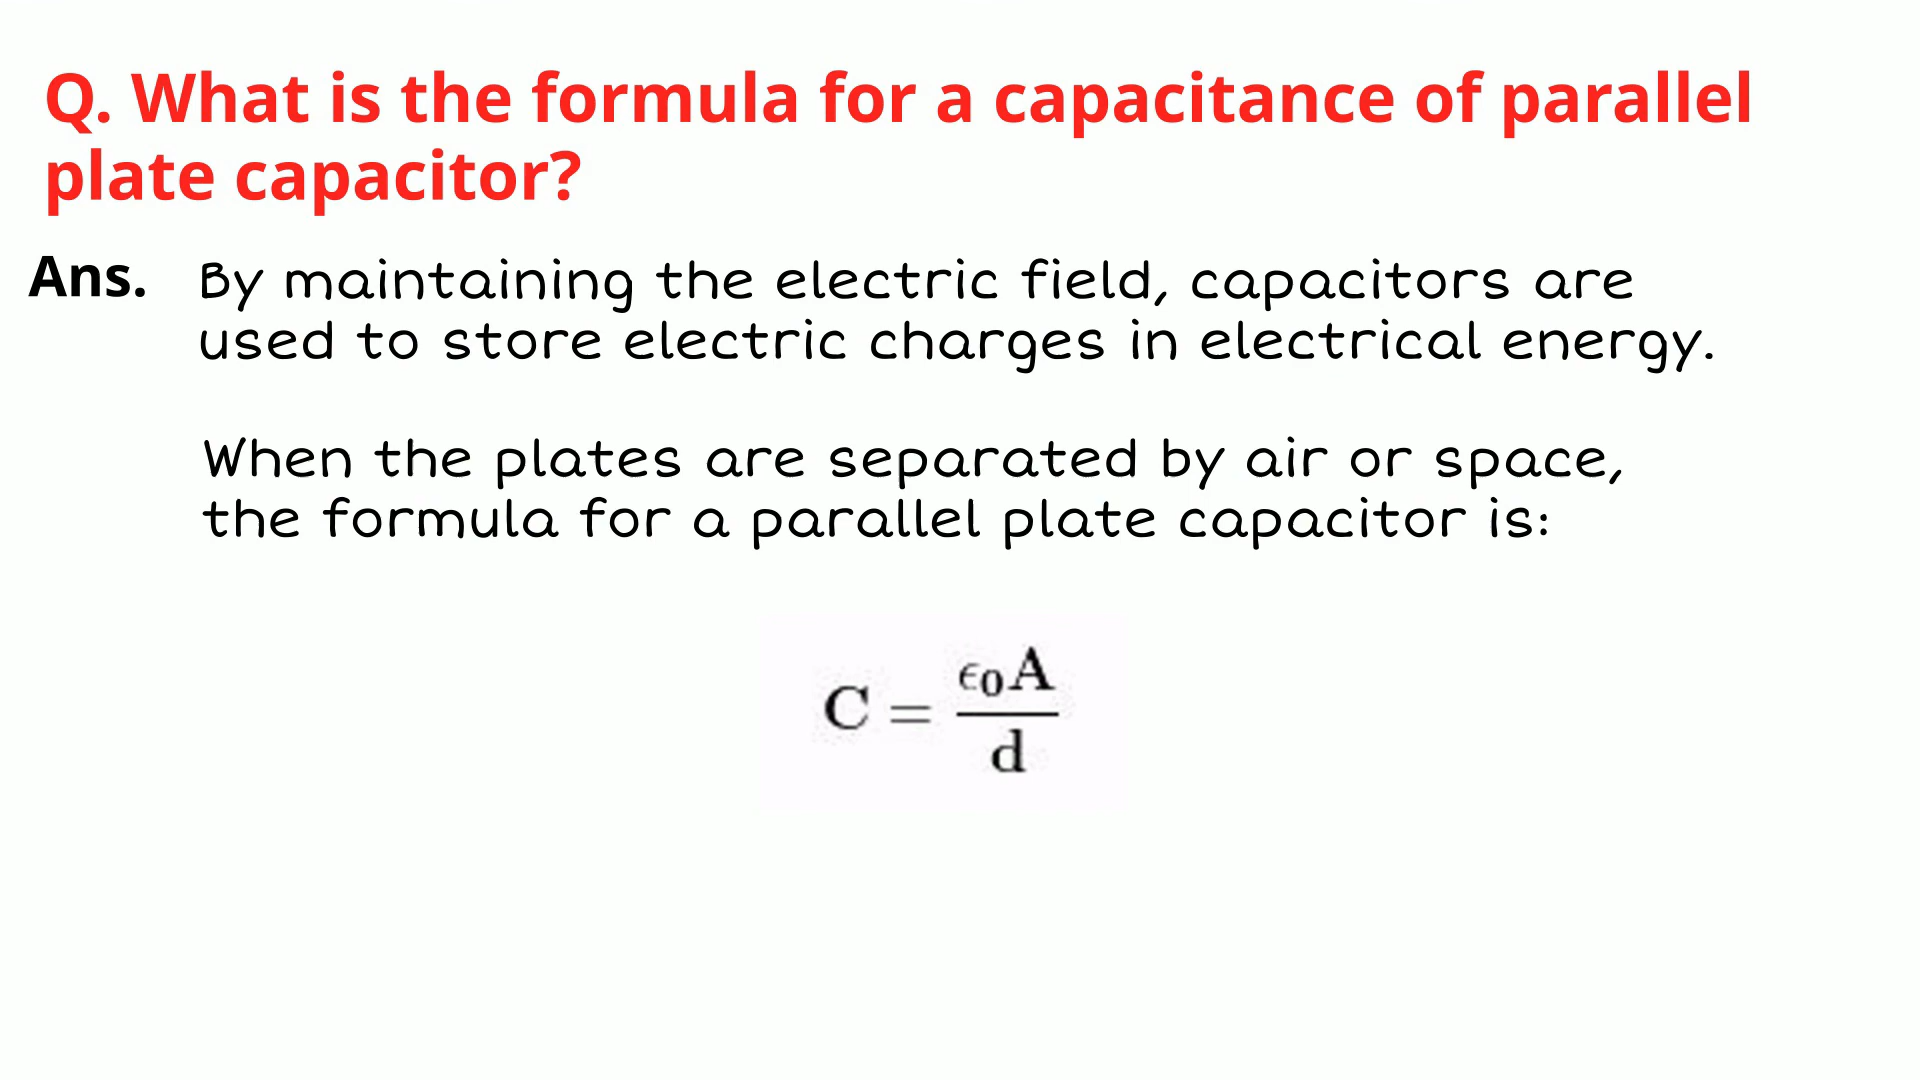 Q. What is the formula for a capacitance of parallel
plate capacitor?
Ans. By maintaining the electric field, capacitors are
used to store electric charges in electrical energy.
When the plates are separated by air or space,
the formula for a parallel plate capacitor is:
C = ϵ₀A / d